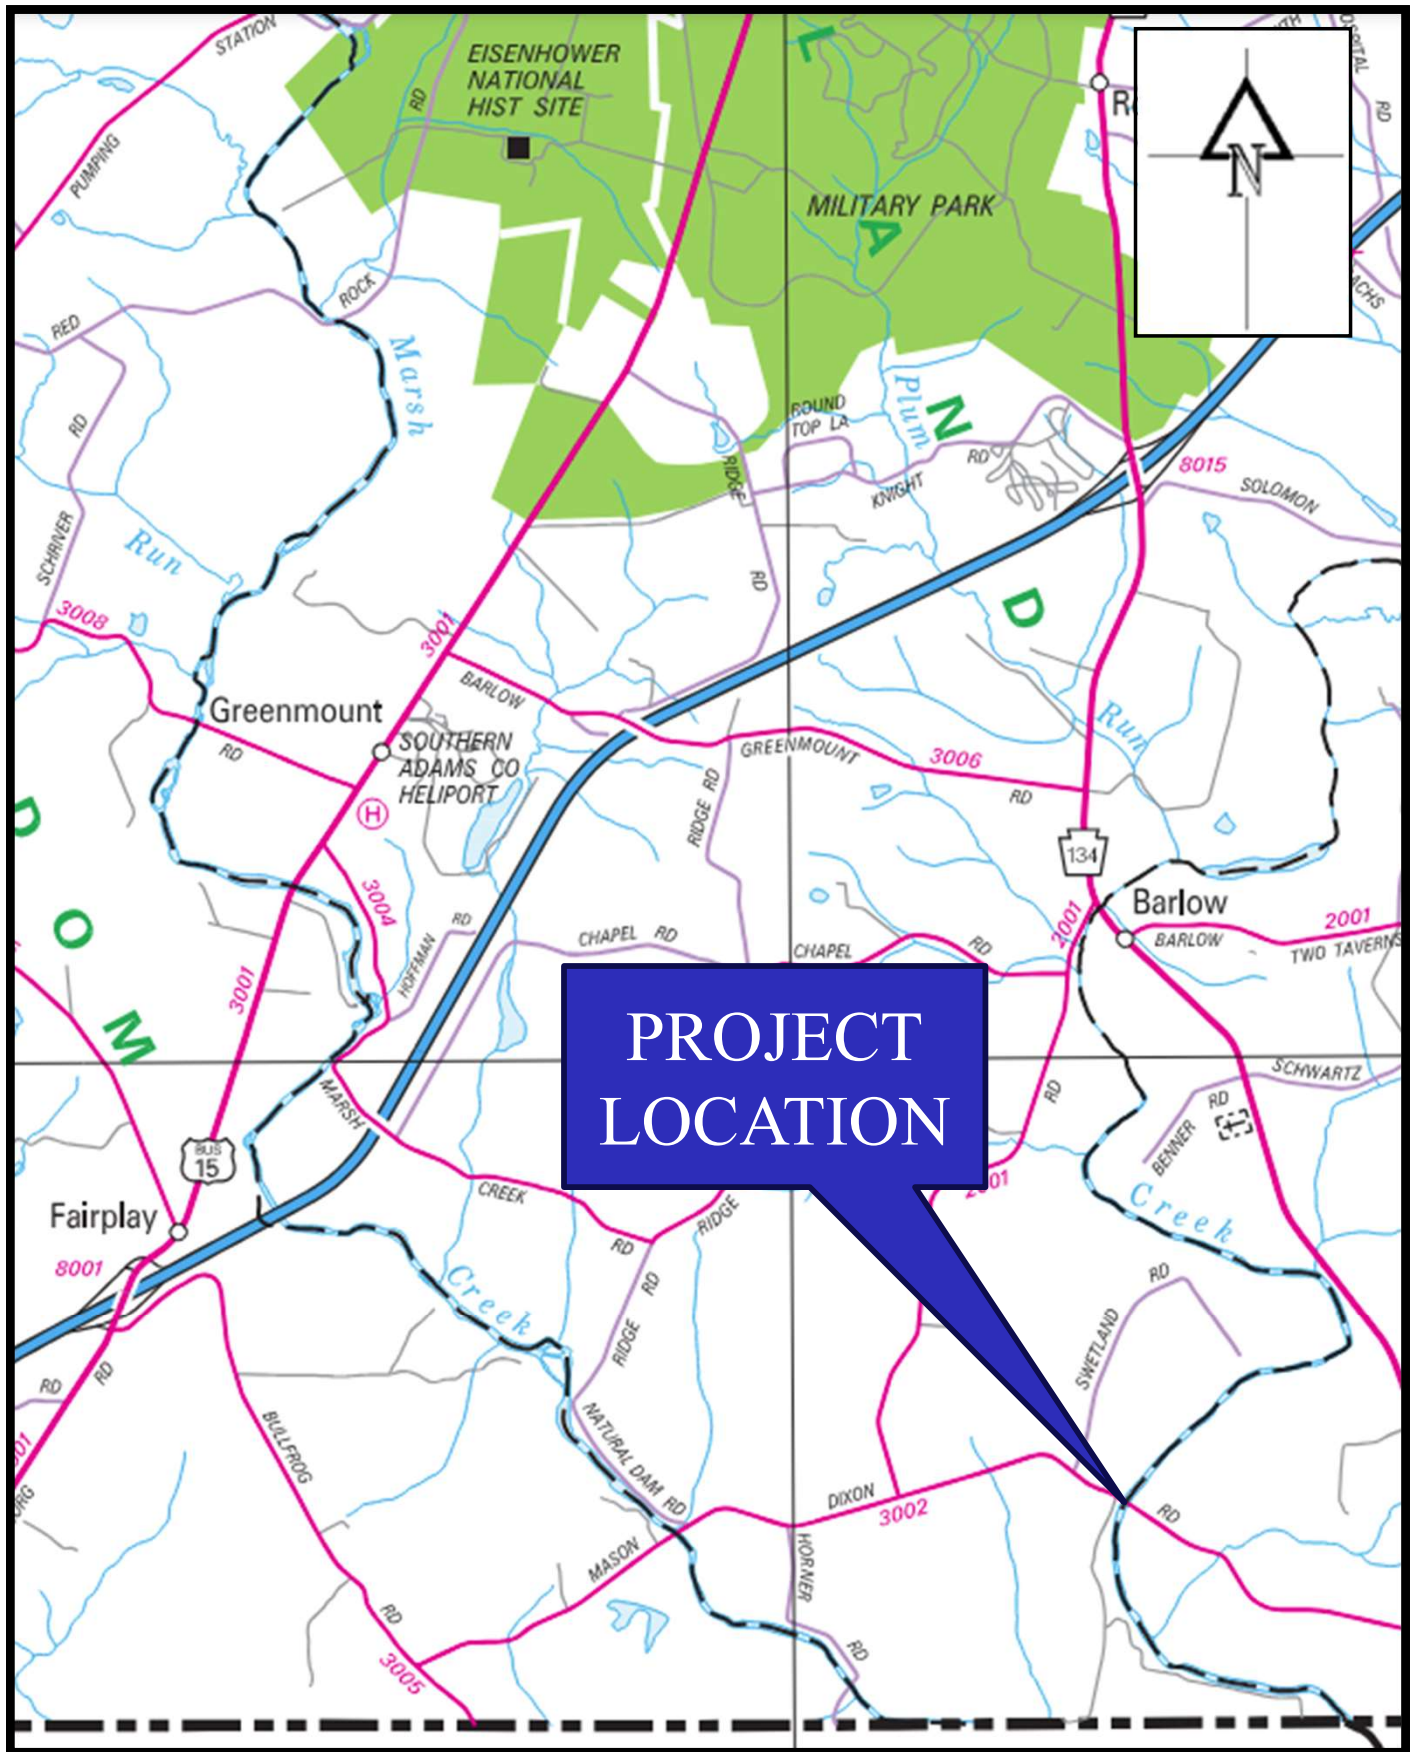 STATION
PUMPING
EISENHOWER
NATIONAL
HIST SITE
RD
L
R
N
RD
MILITARY PARK
A
ROCK
RED
Marsh
RD
SCHRIVER
Run
3008
RD
Greenmount
SOUTHERN
ADAMS CO
HELIPORT
H
3001
BARLOW
ROUND
TOP LA
Plum
N
RIDGE
RD
KNIGHT
RD
8015
SOLOMON
D
Run
GREENMOUNT
3006
RD
RIDGE RD
134
Barlow
2001
BARLOW
2001
TWO TAVERNS
D
O
M
3004
3001
RD
HOFFMAN
CHAPEL RD
CHAPEL
RD
PROJECT
LOCATION
MARSH
RD
SCHWARTZ
RD
BENNER
BUS
15
Fairplay
8001
CREEK
RD
RIDGE
2001
Creek
Creek
RD
RIDGE
RD
SWETLAND
RD
RD
BULLFROG
NATURAL DAM RD
DIXON
3002
RD
MASON
HORNER
RD
RD
3005